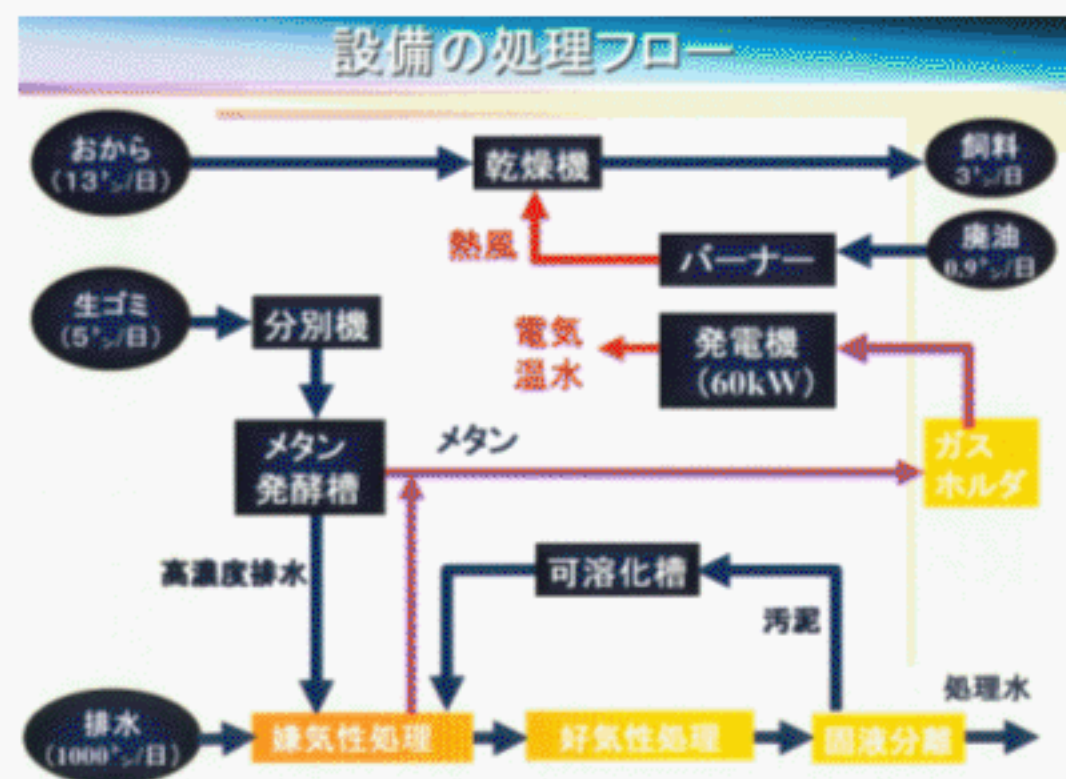 設備の処理フロー
おから
(13㌧/日)
乾燥機
飼料
3㌧/日
熱風
バーナー
廃油
0.9㌧/日
生ゴミ
(5㌧/日)
分別機
電気
温水
発電機
(60kW)
メタン
発酵槽
メタン
ガス
ホルダ
高濃度排水
可溶化槽
汚泥
処理水
排水
(1000㌧/日)
嫌気性処理
好気性処理
固液分離